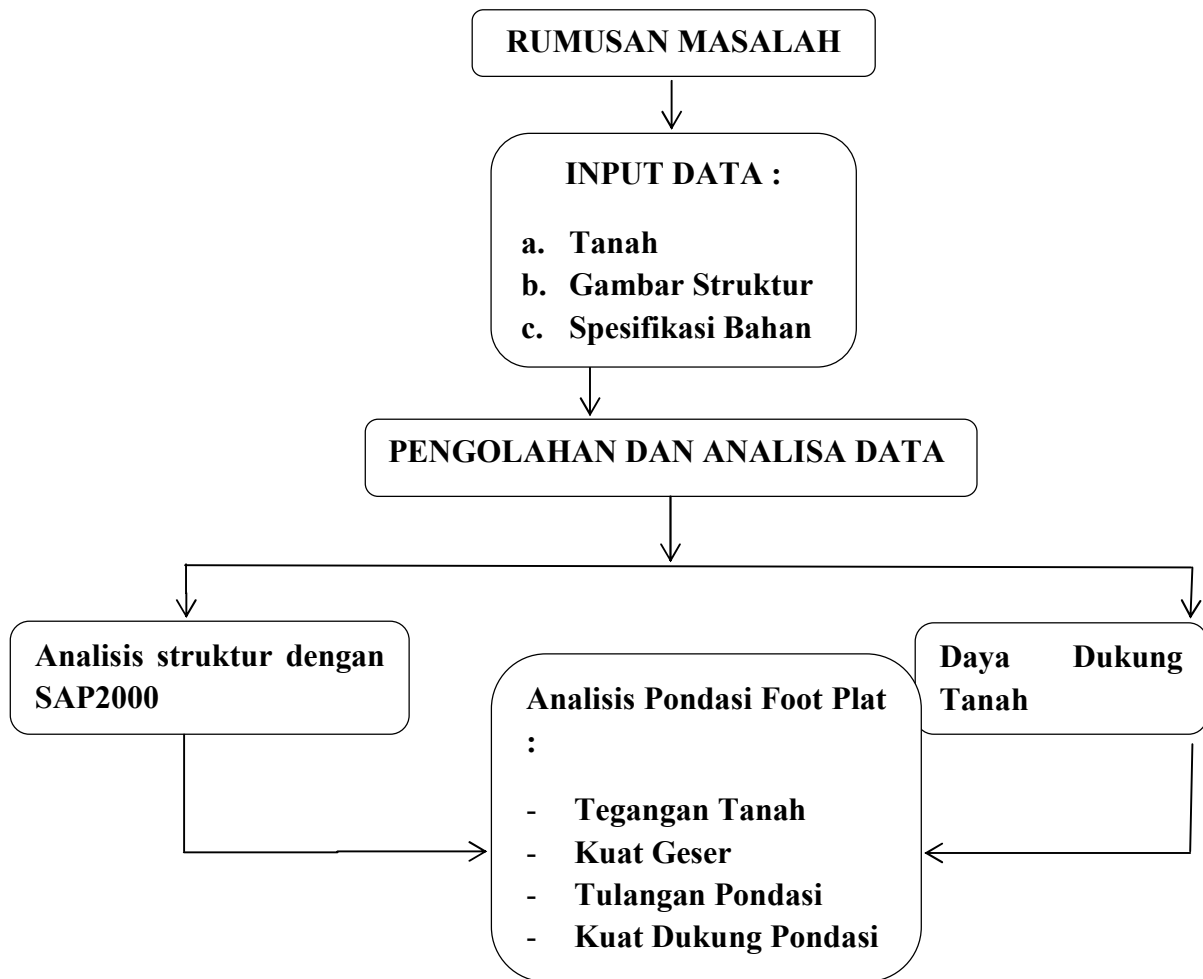 RUMUSAN MASALAH
INPUT DATA :
a. Tanah
b. Gambar Struktur
c. Spesifikasi Bahan
PENGOLAHAN DAN ANALISA DATA
Analisis struktur dengan
SAP2000
Analisis Pondasi Foot Plat
:
- Tegangan Tanah
- Kuat Geser
- Tulangan Pondasi
- Kuat Dukung Pondasi
Daya Dukung
Tanah